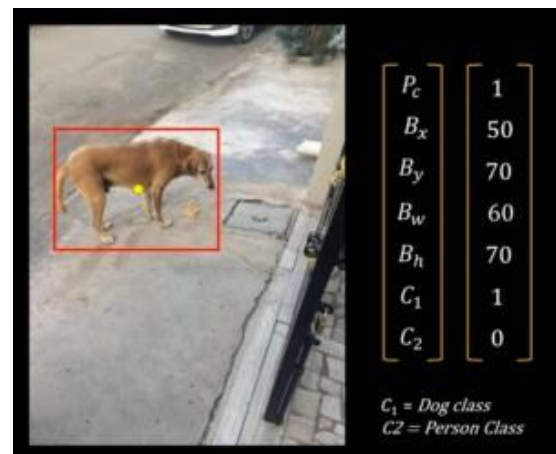 P_c 1
B_x 50
B_y 70
B_w 60
B_h 70
C_1 1
C_2 0
C_1 = Dog class
C2 = Person Class